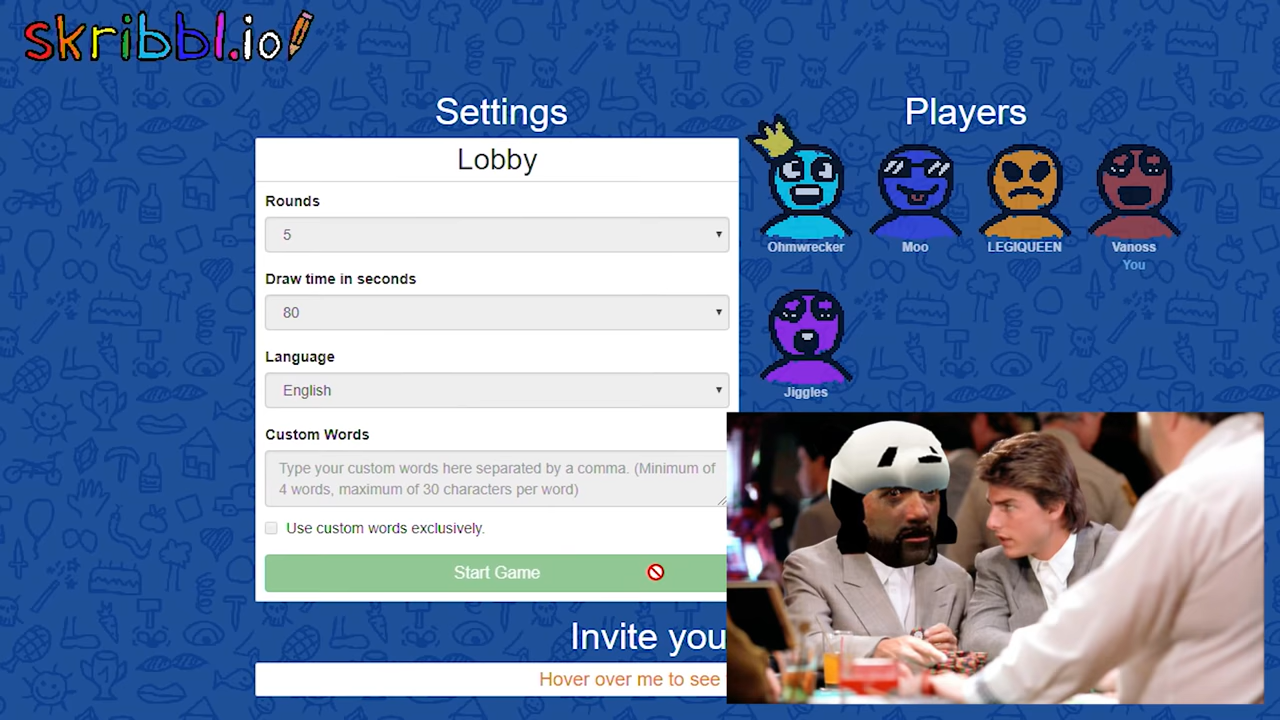 skribbl.io
Settings
Players
Lobby
Rounds
5
Draw time in seconds
80
Language
English
Custom Words
Type your custom words here separated by a comma. (Minimum of
4 words, maximum of 30 characters per word)
Use custom words exclusively.
Start Game
Ohmwrecker
Moo
LEGIQUEEN
Vanoss
You
Jiggles
Invite you
Hover over me to see